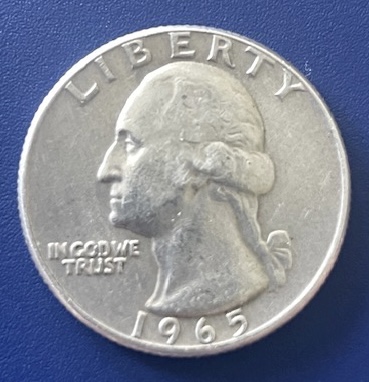 LIBERTY
IN GOD WE
TRUST
1965